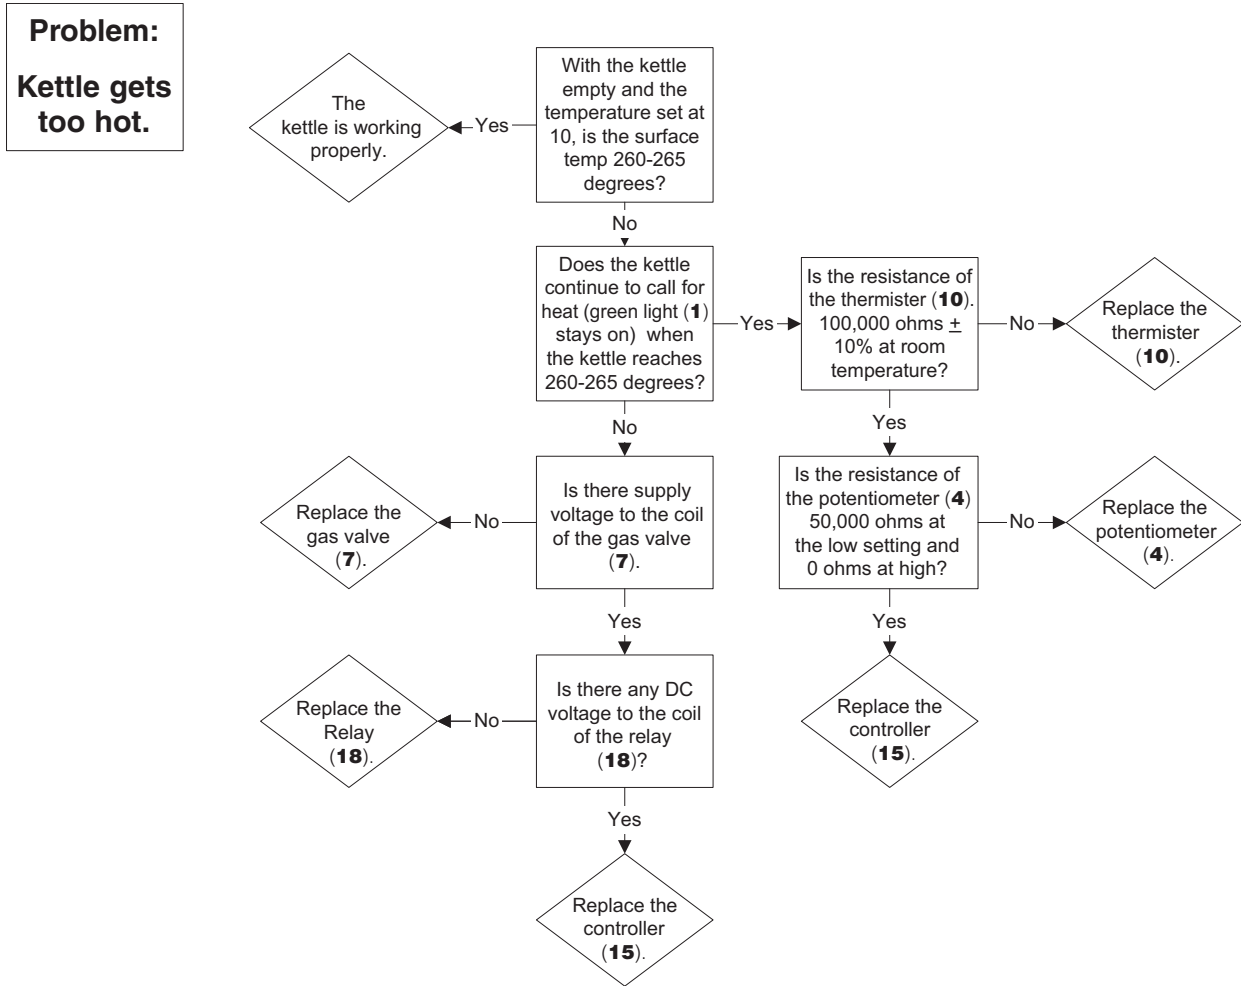 Problem:
Kettle gets
too hot.
The
kettle is working
properly.
Yes
With the kettle
empty and the
temperature set at
10, is the surface
temp 260-265
degrees?
No
Does the kettle
continue to call for
heat (green light (1)
stays on) when
the kettle reaches
260-265 degrees?
Yes
Is the resistance of
the thermister (10).
100,000 ohms ±
10% at room
temperature?
No
Replace the
thermister
(10).
No
Yes
Replace the
gas valve
(7).
No
Is there supply
voltage to the coil
of the gas valve
(7).
Is the resistance of
the potentiometer (4)
50,000 ohms at
the low setting and
0 ohms at high?
No
Replace the
potentiometer
(4).
Yes
Yes
Replace the
Relay
(18).
No
Is there any DC
voltage to the coil
of the relay
(18)?
Replace the
controller
(15).
Yes
Replace the
controller
(15).